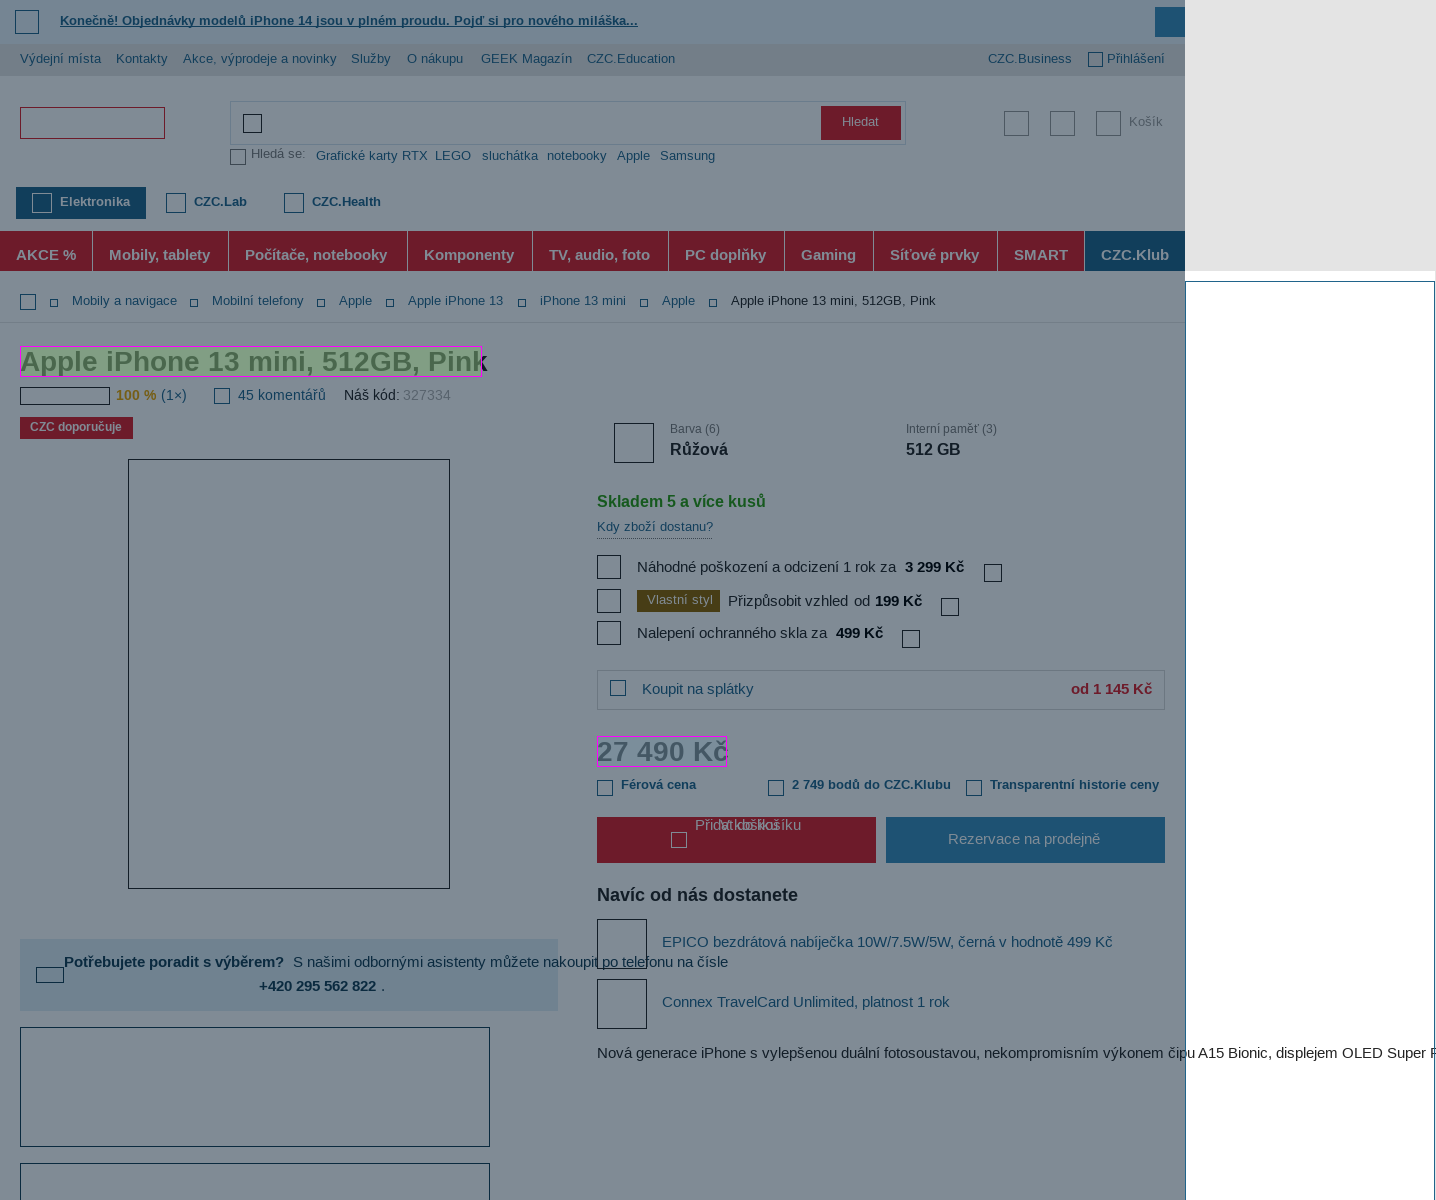 Konečně! Objednávky modelů iPhone 14 jsou v plném proudu. Pojď si pro nového miláška...
Výdejní místa Kontakty Akce, výprodeje a novinky Služby O nákupu GEEK Magazín CZC.Education CZC.Business Přihlášení
Hledat Košík
Hledá se: Grafické karty RTX LEGO sluchátka notebooky Apple Samsung
Elektronika CZC.Lab CZC.Health
AKCE % Mobily, tablety Počítače, notebooky Komponenty TV, audio, foto PC doplňky Gaming Síťové prvky SMART CZC.Klub
Mobily a navigace Mobilní telefony Apple Apple iPhone 13 iPhone 13 mini Apple Apple iPhone 13 mini, 512GB, Pink
Apple iPhone 13 mini, 512GB, Pink
100 % (1×) 45 komentářů Náš kód: 327334
CZC doporučuje
Barva (6) Interní paměť (3)
Růžová 512 GB
Skladem 5 a více kusů
Kdy zboží dostanu?
Náhodné poškození a odcizení 1 rok za 3 299 Kč
Vlastní styl Přizpůsobit vzhled od 199 Kč
Nalepení ochranného skla za 499 Kč
Koupit na splátky od 1 145 Kč
27 490 Kč
Férová cena 2 749 bodů do CZC.Klubu Transparentní historie ceny
Přidat do košíku
V košíku
Rezervace na prodejně
Navíc od nás dostanete
EPICO bezdrátová nabíječka 10W/7.5W/5W, černá v hodnotě 499 Kč
Potřebujete poradit s výběrem? S našimi odbornými asistenty můžete nakoupit po telefonu na čísle
+420 295 562 822 .
Connex TravelCard Unlimited, platnost 1 rok
Nová generace iPhone s vylepšenou duální fotosoustavou, nekompromisním výkonem čipu A15 Bionic, displejem OLED Super